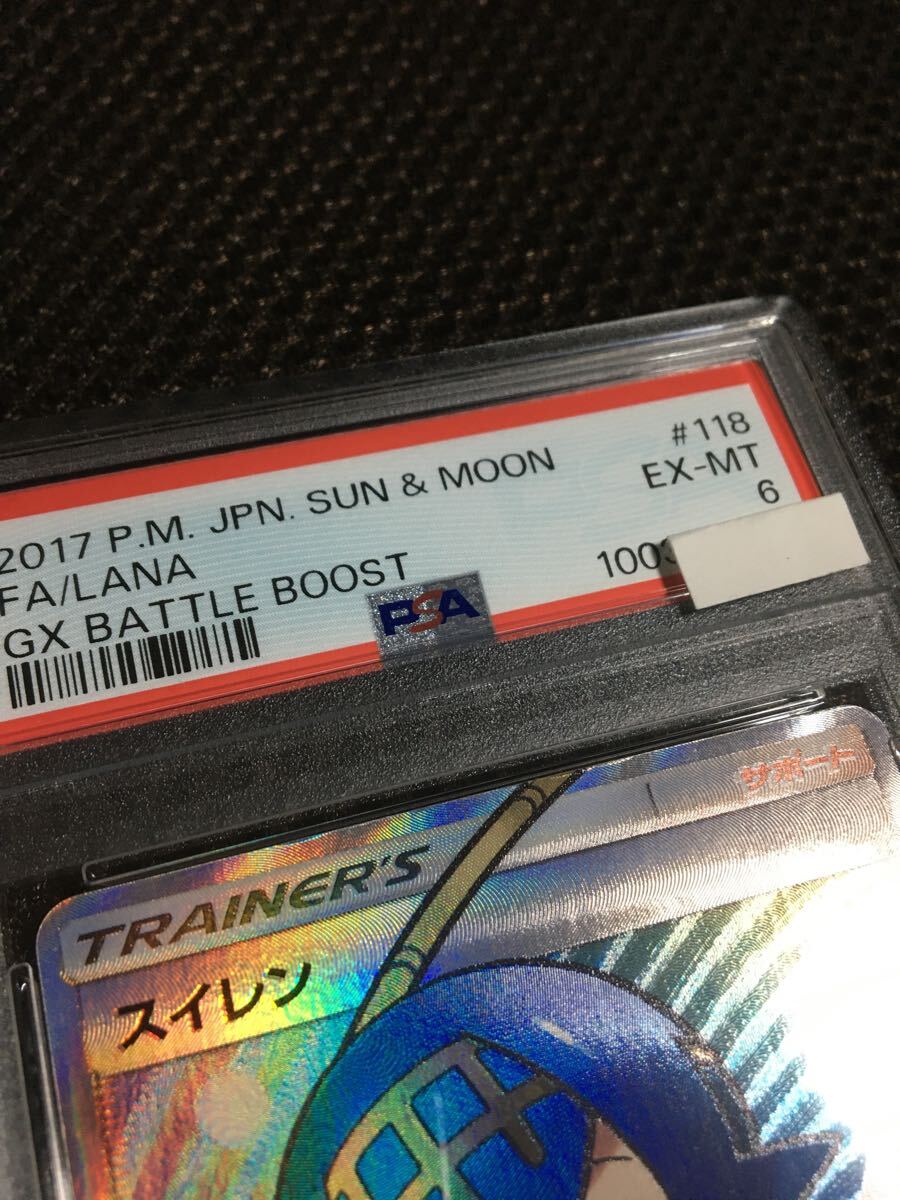 2017 P.M. JPN. SUN & MOON #118
FA/LANA EX-MT
GX BATTLE BOOST 6
PSA 1003
サポート
TRAINER'S
スイレン